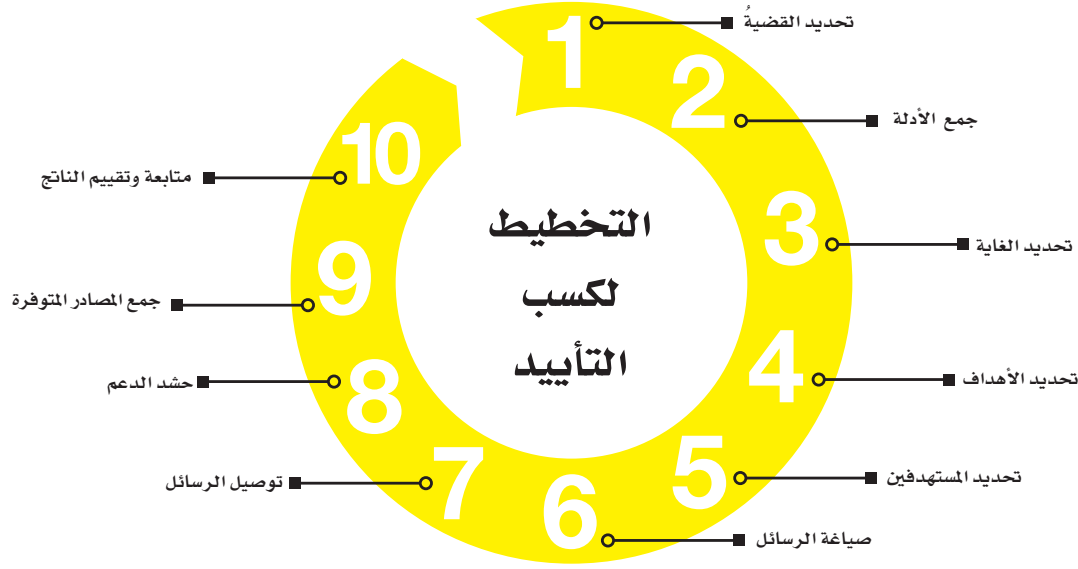 التخطيط
لكسب
التأييد
1
تحديد القضيةُ
2
جمع الأدلة
3
تحديد الغاية
4
تحديد الأهداف
5
تحديد المستهدفين
6
صياغة الرسائل
7
توصيل الرسائل
8
حشد الدعم
9
جمع المصادر المتوفرة
10
متابعة وتقييم الناتج